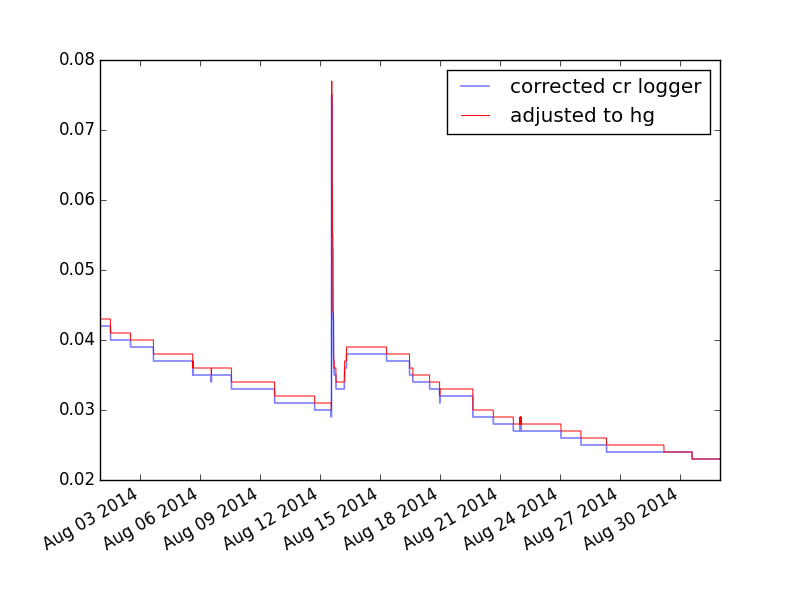 0.08
0.07
0.06
0.05
0.04
0.03
0.02
corrected cr logger
adjusted to hg
Aug 03 2014
Aug 06 2014
Aug 09 2014
Aug 12 2014
Aug 15 2014
Aug 18 2014
Aug 21 2014
Aug 24 2014
Aug 27 2014
Aug 30 2014